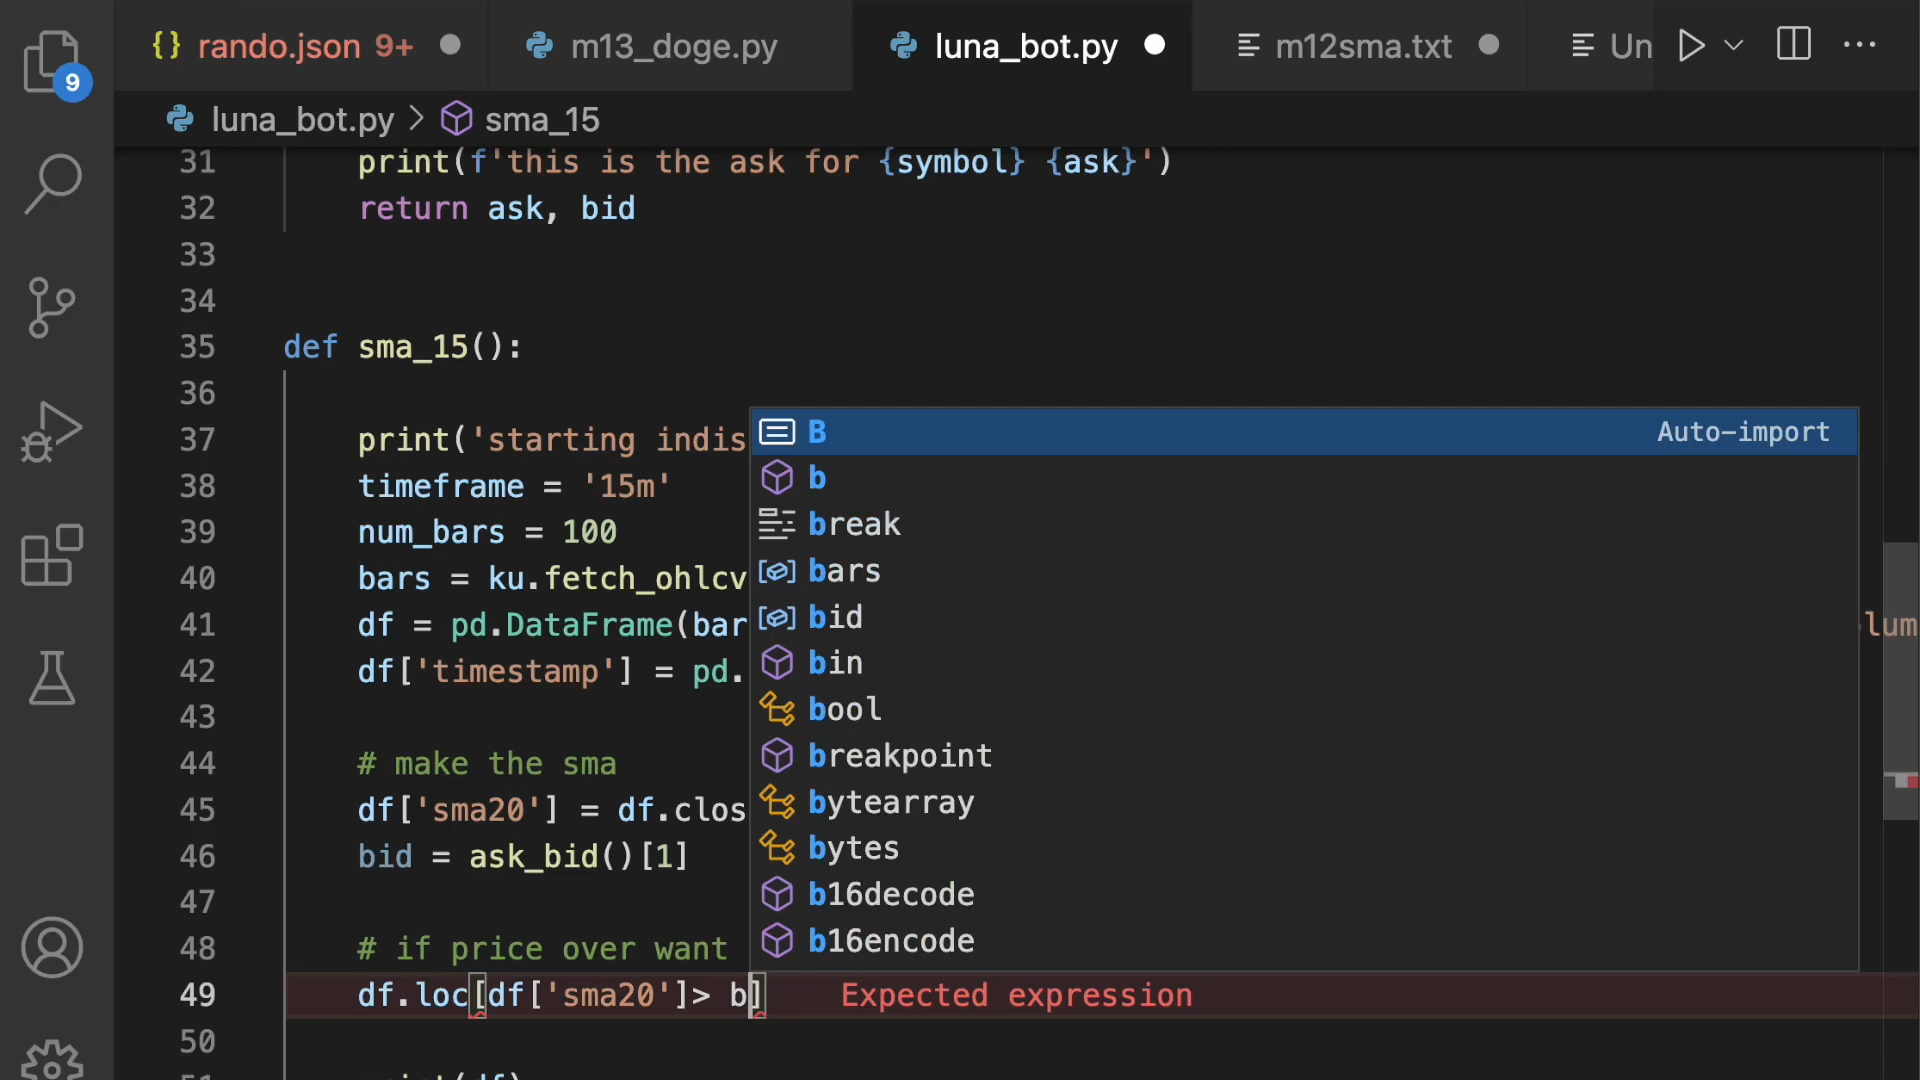 rando.json 9+ m13_doge.py luna_bot.py m12sma.txt Un
9
luna_bot.py > sma_15
31 print(f'this is the ask for {symbol} {ask}')
32 return ask, bid
33
34
35 def sma_15():
36
37 print('starting indis
38 timeframe = '15m'
39 num_bars = 100
40 bars = ku.fetch_ohlcv
41 df = pd.DataFrame(bar lum
42 df['timestamp'] = pd.
43
44 # make the sma
45 df['sma20'] = df.clos
46 bid = ask_bid()[1]
47
48 # if price over want
49 df.loc[df['sma20']> b] Expected expression
50
51 print(df)
B Auto-import
b
break
bars
bid
bin
bool
breakpoint
bytearray
bytes
b16decode
b16encode